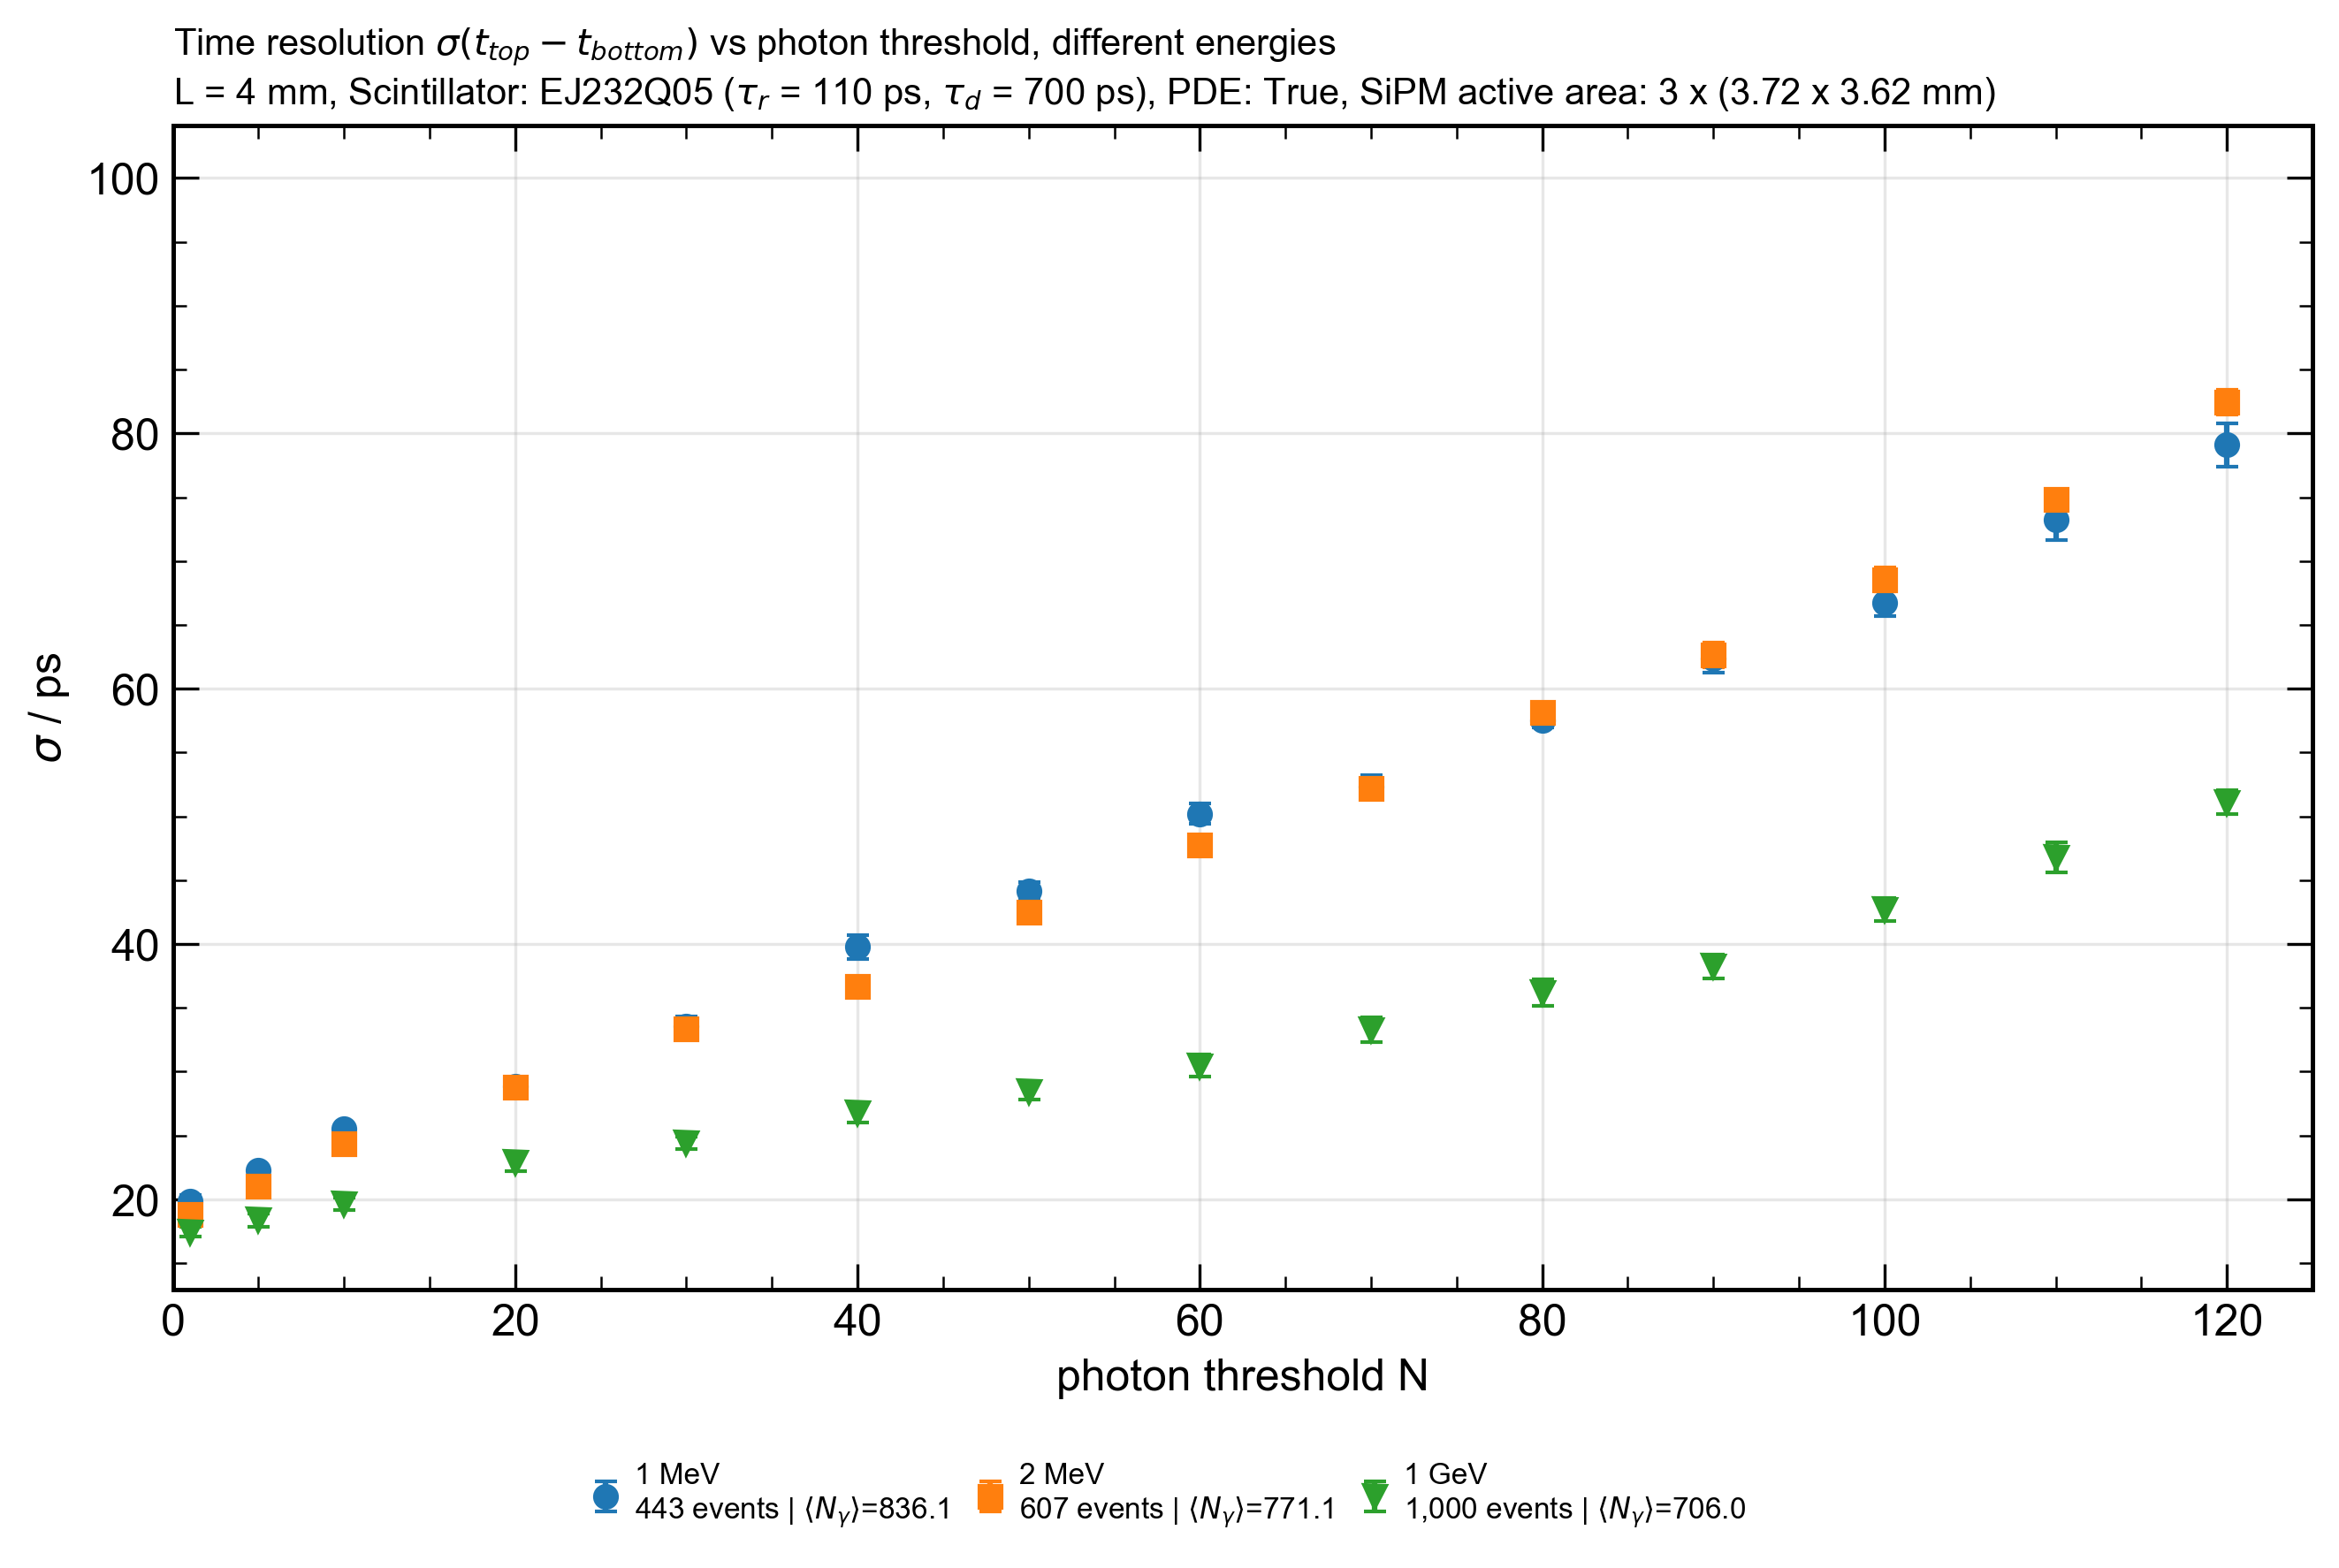 Time resolution σ(t_top − t_bottom) vs photon threshold, different energies
L = 4 mm, Scintillator: EJ232Q05 (τ_r = 110 ps, τ_d = 700 ps), PDE: True, SiPM active area: 3 x (3.72 x 3.62 mm)
100
80
60
40
20
σ / ps
0 20 40 60 80 100 120
photon threshold N
1 MeV
443 events | ⟨N_γ⟩=836.1
2 MeV
607 events | ⟨N_γ⟩=771.1
1 GeV
1,000 events | ⟨N_γ⟩=706.0